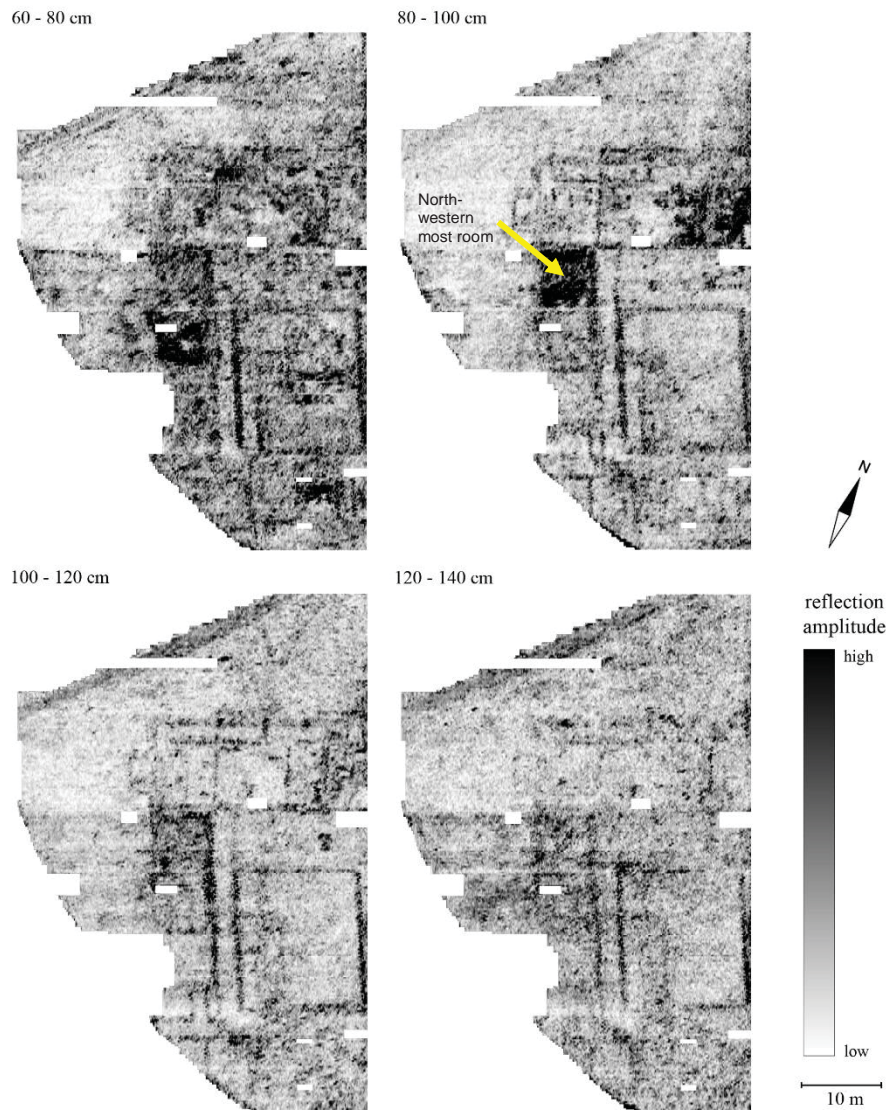 60 - 80 cm
80 - 100 cm
North-
western
most room
N
100 - 120 cm
120 - 140 cm
reflection
amplitude
high
low
10 m